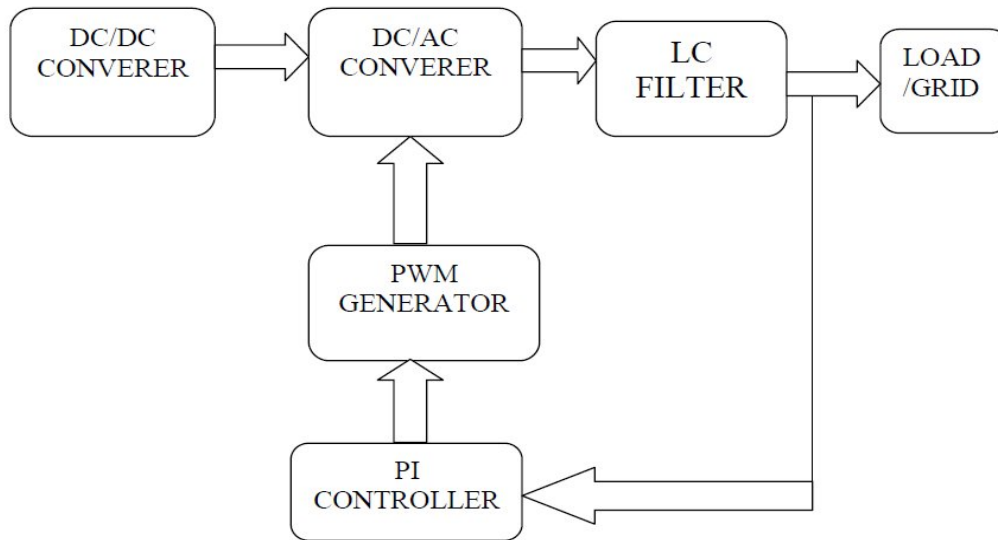 DC/DC
CONVERER
DC/AC
CONVERER
LC
FILTER
LOAD
/GRID
PWM
GENERATOR
PI
CONTROLLER